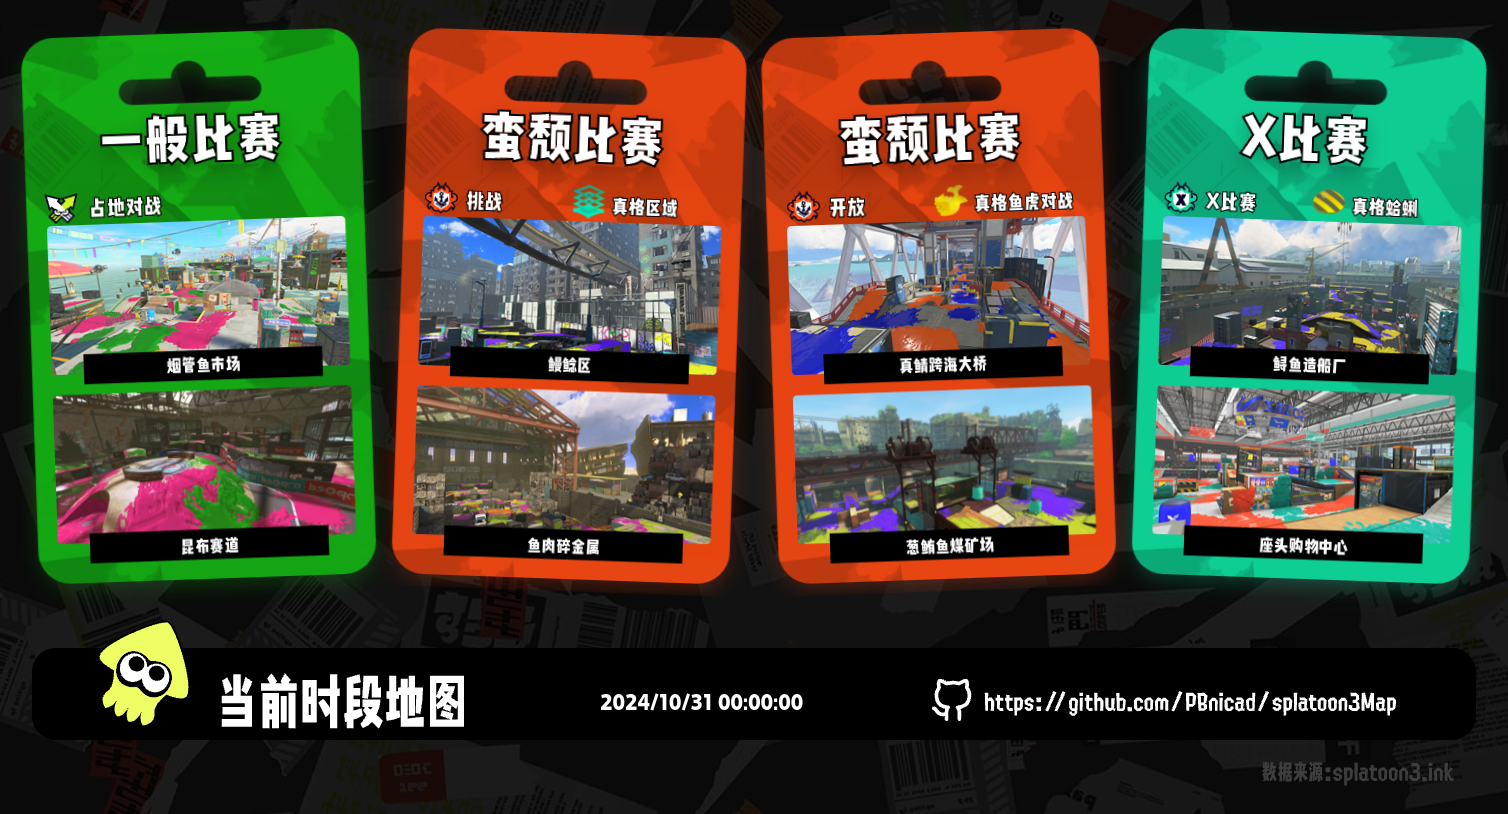 一般比赛
占地对战
烟管鱼市场
昆布赛道
蛮颓比赛
挑战
真格区域
鳗鲶区
鱼肉碎金属
蛮颓比赛
开放
真格鱼虎对战
真鲷跨海大桥
葱鲔鱼煤矿场
X比赛
X比赛
真格蛤蜊
鲟鱼造船厂
座头购物中心
当前时段地图
2024/10/31 00:00:00
https://github.com/PBnicad/splatoon3Map
数据来源:splatoon3.ink